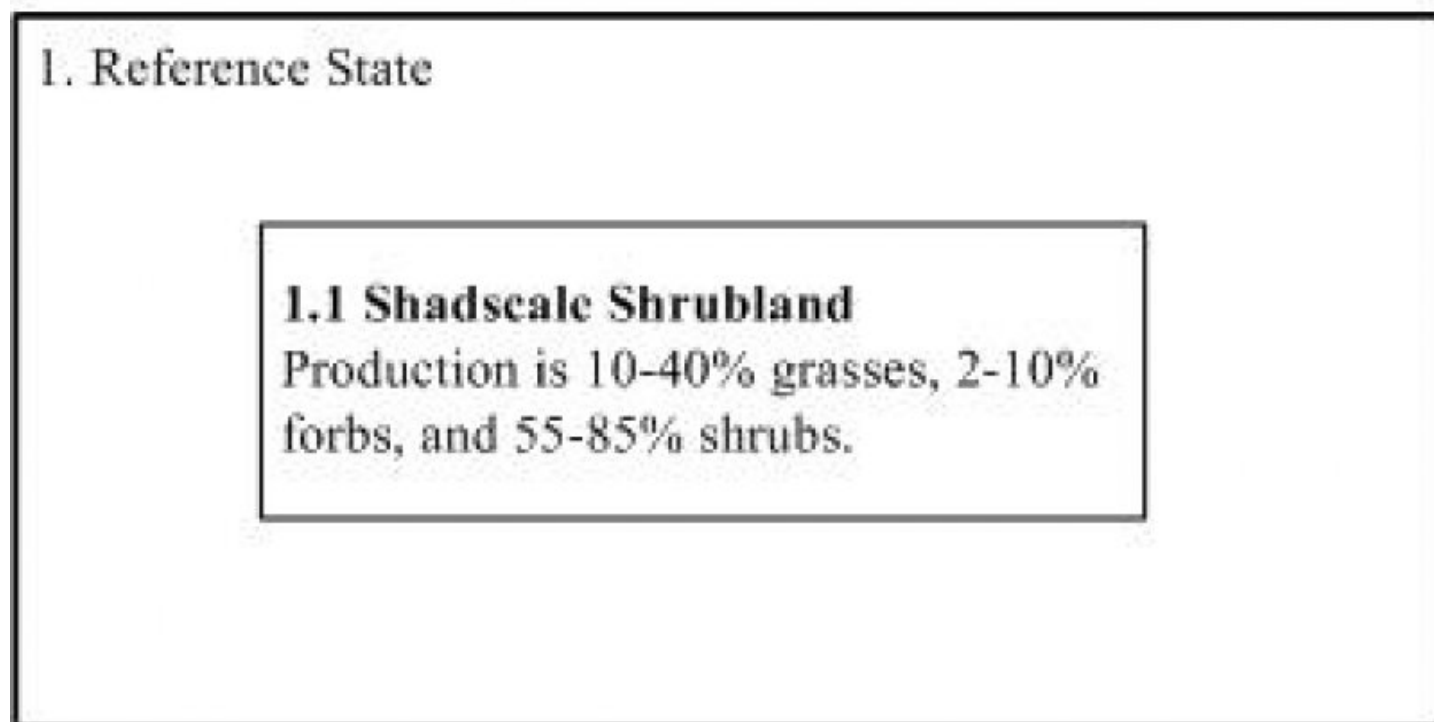 1. Reference State
1.1 Shadscale Shrubland
Production is 10-40% grasses, 2-10%
forbs, and 55-85% shrubs.